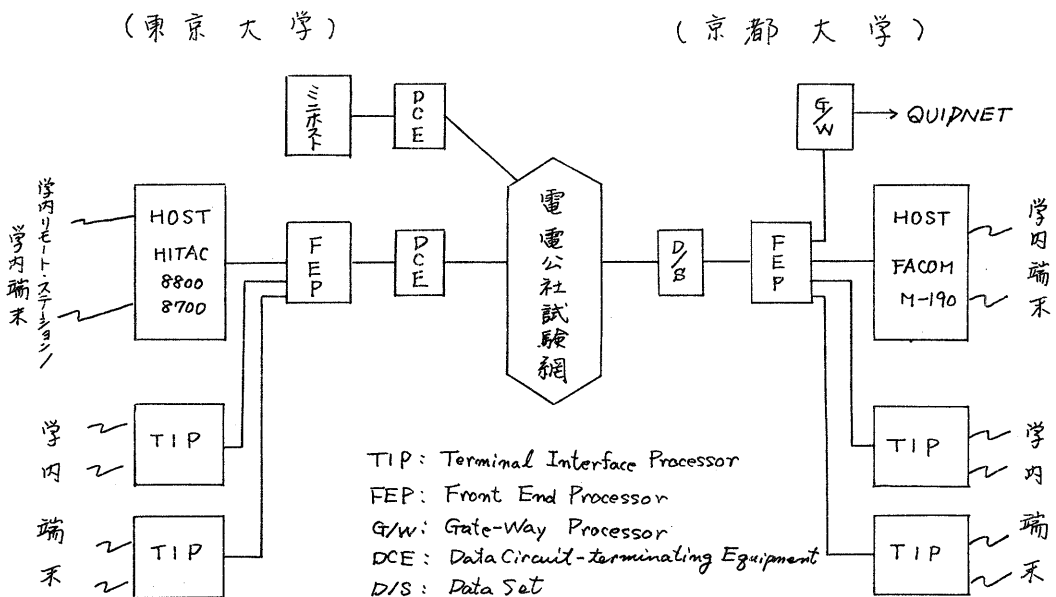 (東京大学)
(京都大学)
ミニホスト
DCE
G/W
QUIPNET
学内リモート・ステーション/
学内端末
HOST
HITAC
8800
8700
FEP
DCE
電電公社試験網
D/S
FEP
HOST
FACOM
M-190
学内端末
学内
端末
TIP
TIP
TIP
TIP
学内
端末
TIP: Terminal Interface Processor
FEP: Front End Processor
G/W: Gate-Way Processor
DCE: Data Circuit-terminating Equipment
D/S: Data Set